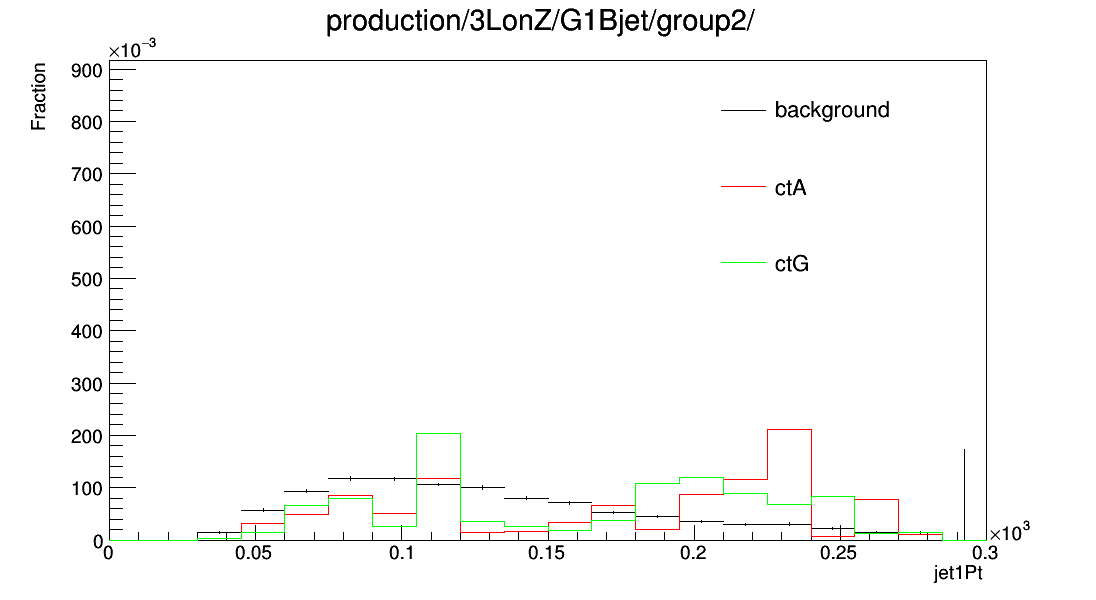 production/3LonZ/G1Bjet/group2/
×10⁻³
Fraction
900
800
700
600
500
400
300
200
100
0
background
ctA
ctG
0 0.05 0.1 0.15 0.2 0.25 0.3
×10³
jet1Pt